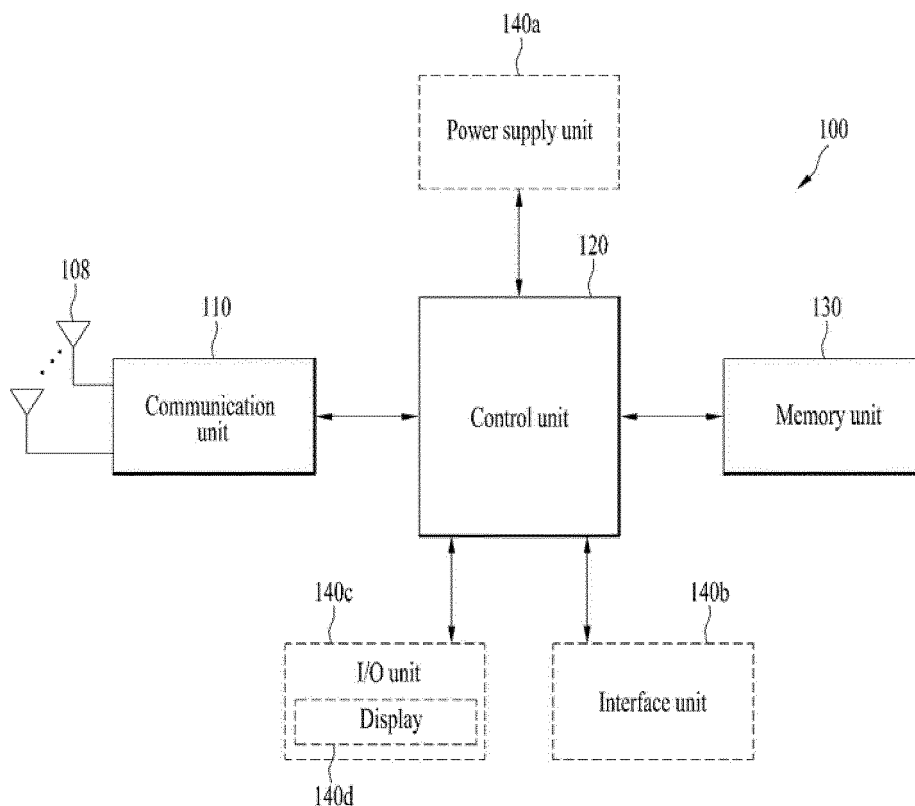 140a
Power supply unit
100
120
108
110
130
Communication
unit
Control unit
Memory unit
140c
140b
I/O unit
Display
Interface unit
140d